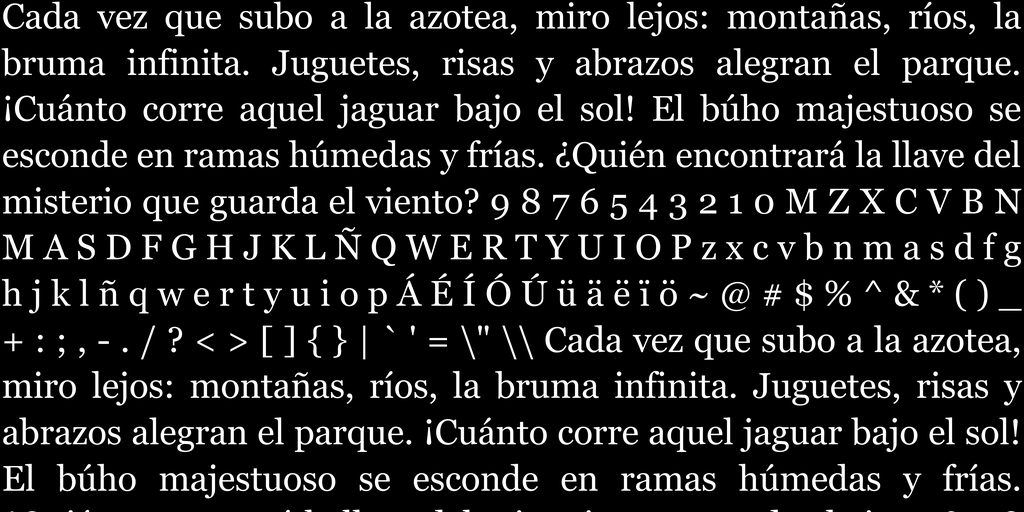 Cada vez que subo a la azotea, miro lejos: montañas, ríos, la
bruma infinita. Juguetes, risas y abrazos alegran el parque.
¡Cuánto corre aquel jaguar bajo el sol! El búho majestuoso se
esconde en ramas húmedas y frías. ¿Quién encontrará la llave del
misterio que guarda el viento? 9 8 7 6 5 4 3 2 1 0 M Z X C V B N
M A S D F G H J K L Ñ Q W E R T Y U I O P z x c v b n m a s d f g
h j k l ñ q w e r t y u i o p Á É Í Ó Ú ü ä ë ï ö ~ @ # $ % ^ & * ( ) _
+ : ; , - . / ? < > [ ] { } | ` ' = \" \\ Cada vez que subo a la azotea,
miro lejos: montañas, ríos, la bruma infinita. Juguetes, risas y
abrazos alegran el parque. ¡Cuánto corre aquel jaguar bajo el sol!
El búho majestuoso se esconde en ramas húmedas y frías.